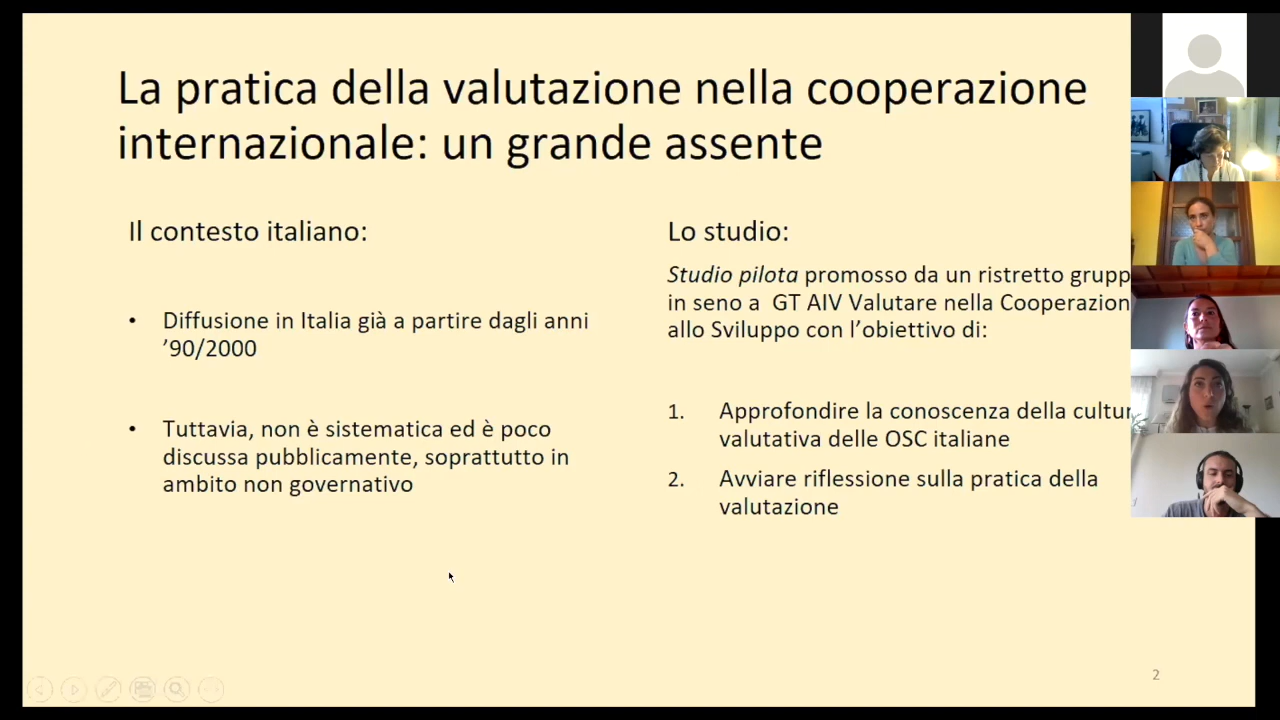 La pratica della valutazione nella cooperazione
internazionale: un grande assente
Il contesto italiano:
• Diffusione in Italia già a partire dagli anni
’90/2000
• Tuttavia, non è sistematica ed è poco
discussa pubblicamente, soprattutto in
ambito non governativo
Lo studio:
Studio pilota promosso da un ristretto grupp
in seno a GT AIV Valutare nella Cooperazion
allo Sviluppo con l’obiettivo di:
1. Approfondire la conoscenza della cultur
valutativa delle OSC italiane
2. Avviare riflessione sulla pratica della
valutazione
2